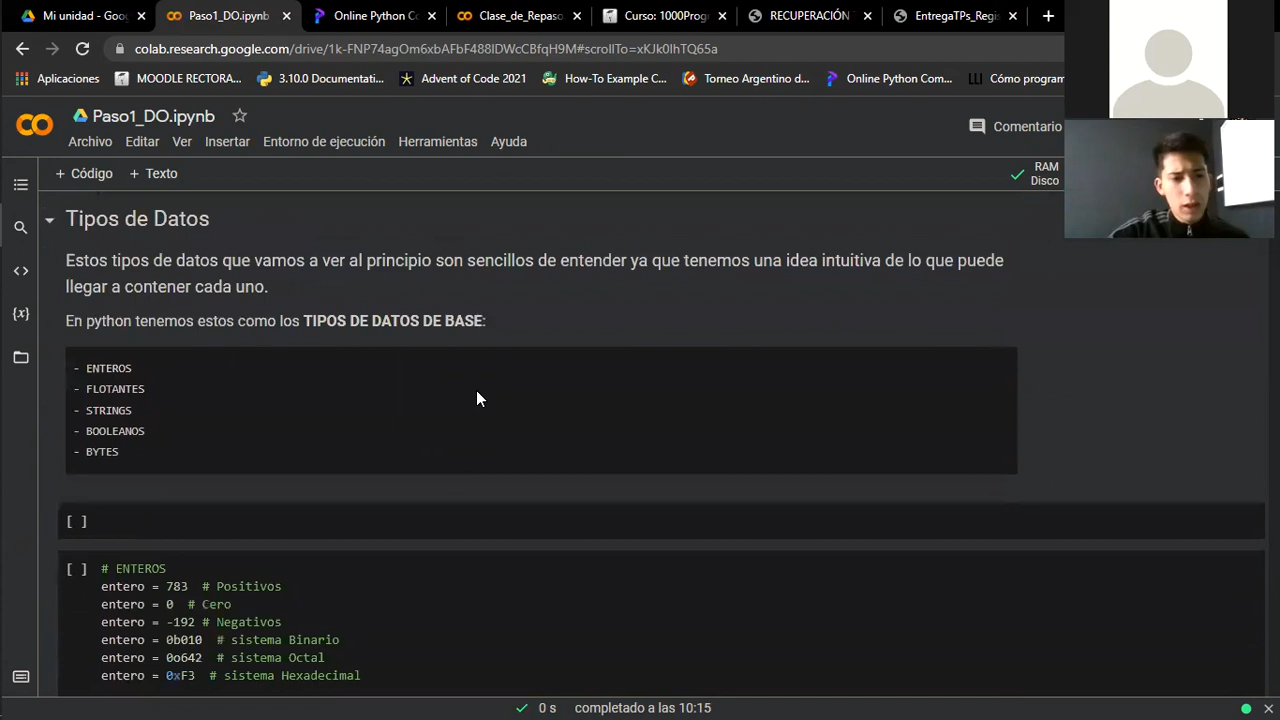 Mi unidad - Goog
Paso1_DO.ipynb
Online Python Co
Clase_de_Repaso
Curso: 1000Prog
RECUPERACIÓN
EntregaTPs_Regis
colab.research.google.com/drive/1k-FNP74agOm6xbAFbF488lDWcCBfqH9M#scrollTo=xKJk0lhTQ65a
Aplicaciones
MOODLE RECTORA...
3.10.0 Documentati...
Advent of Code 2021
How-To Example C...
Torneo Argentino d...
Online Python Com...
Cómo program
Paso1_DO.ipynb
Comentario
Archivo Editar Ver Insertar Entorno de ejecución Herramientas Ayuda
+ Código + Texto
RAM
Disco
Tipos de Datos
Estos tipos de datos que vamos a ver al principio son sencillos de entender ya que tenemos una idea intuitiva de lo que puede
llegar a contener cada uno.
En python tenemos estos como los TIPOS DE DATOS DE BASE:
- ENTEROS
- FLOTANTES
- STRINGS
- BOOLEANOS
- BYTES
[ ]
[ ] # ENTEROS
entero = 783 # Positivos
entero = 0 # Cero
entero = -192 # Negativos
entero = 0b010 # sistema Binario
entero = 0o642 # sistema Octal
entero = 0xF3 # sistema Hexadecimal
0 s completado a las 10:15